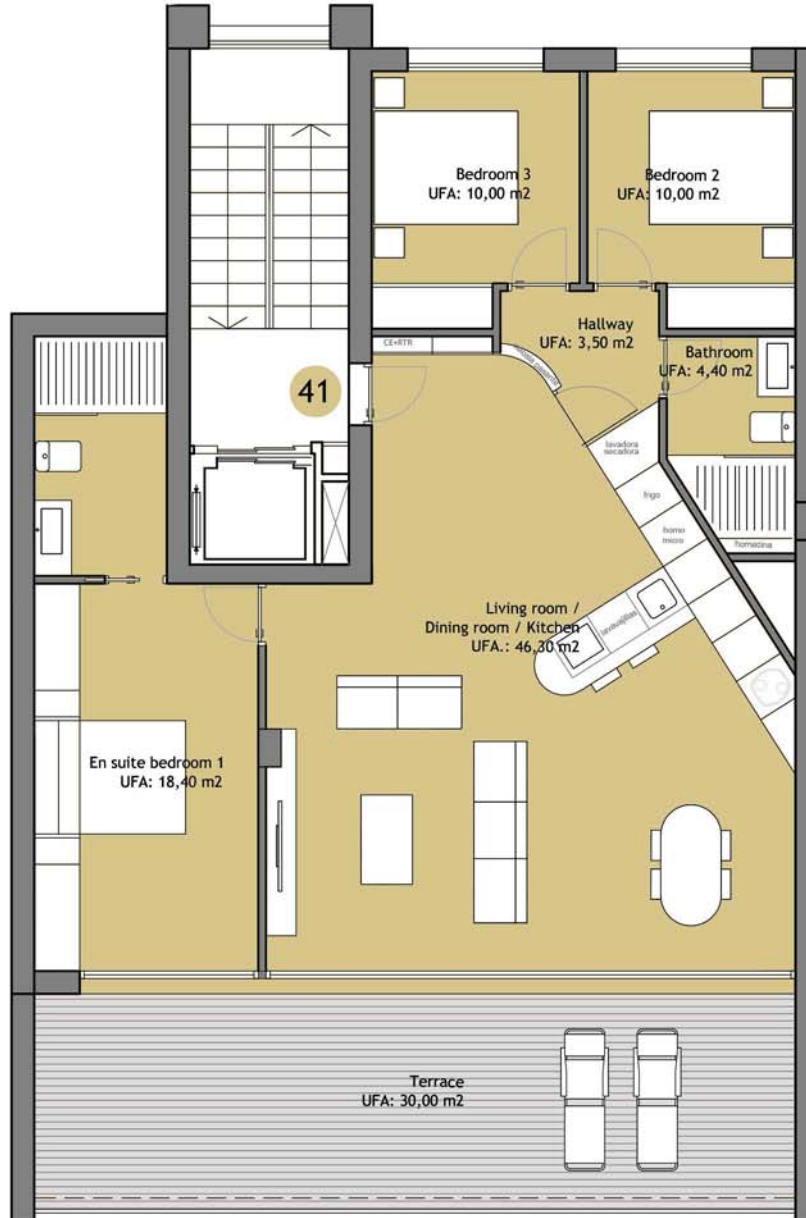 Bedroom 3
UFA: 10,00 m2
Bedroom 2
UFA: 10,00 m2
Hallway
UFA: 3,50 m2
CE+RTR
Bathroom
UFA: 4,40 m2
41
lavadora
secadora
frigo
horno
micro
hornacina
Living room /
Dining room / Kitchen
UFA.: 46,30 m2
lavavajillas
En suite bedroom 1
UFA: 18,40 m2
Terrace
UFA: 30,00 m2